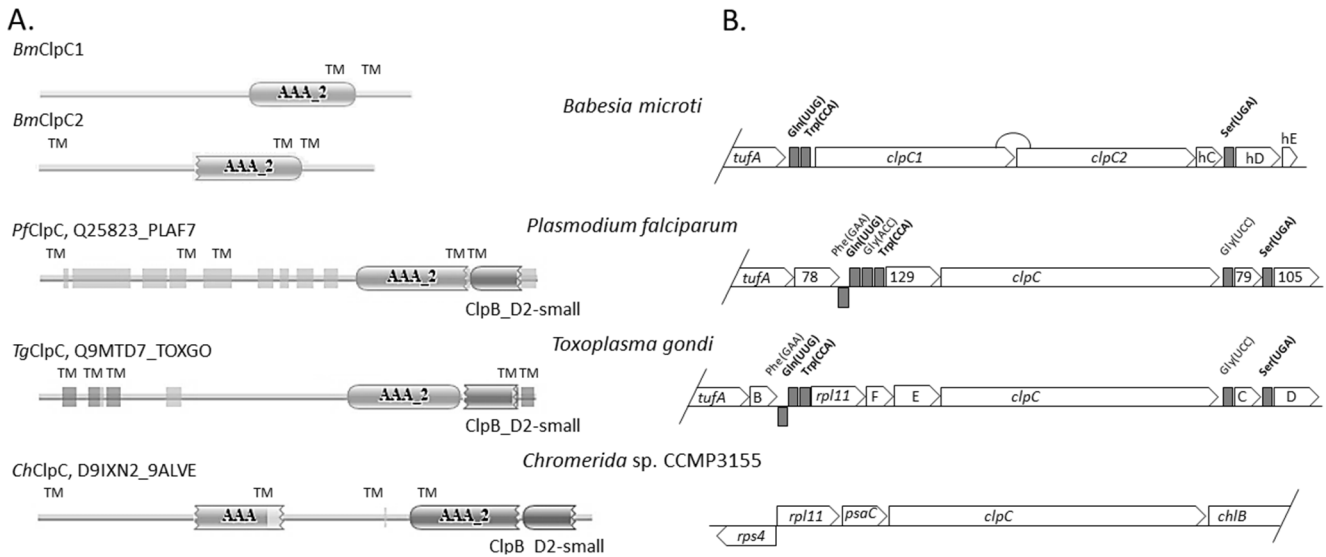 A.
BmClpC1
TM TM
AAA_2
BmClpC2
TM TM TM
AAA_2
PfClpC, Q25823_PLAF7
TM TM TM TM TM
AAA_2
ClpB_D2-small
TgClpC, Q9MTD7_TOXGO
TM TM TM TM TM
AAA_2
ClpB_D2-small
ChClpC, D9IXN2_9ALVE
TM TM TM TM
AAA AAA_2
ClpB_D2-small
B.
Babesia microti
Gln(UUG) Trp(CCA) Ser(UGA) hE
tufA clpC1 clpC2 hC hD
Plasmodium falciparum
Phe(GAA) Gln(UUG) Gly(ACC) Trp(CCA) Gly(UCC) Ser(UGA)
tufA 78 129 clpC 79 105
Toxoplasma gondi
Phe(GAA) Gln(UUG) Trp(CCA) Gly(UCC) Ser(UGA)
tufA B rpl11 F E clpC C D
Chromerida sp. CCMP3155
rpl11 psaC clpC chlB
rps4